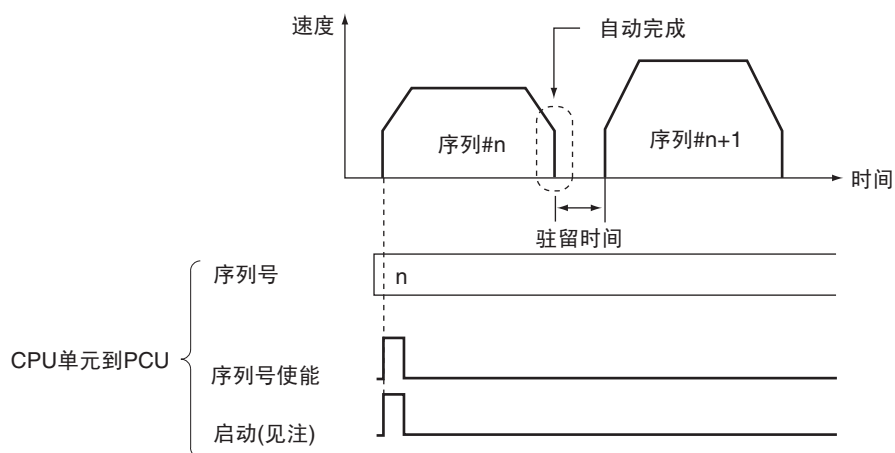 速度
自动完成
序列#n
序列#n+1
时间
驻留时间
序列号
n
CPU单元到PCU
序列号使能
启动(见注)